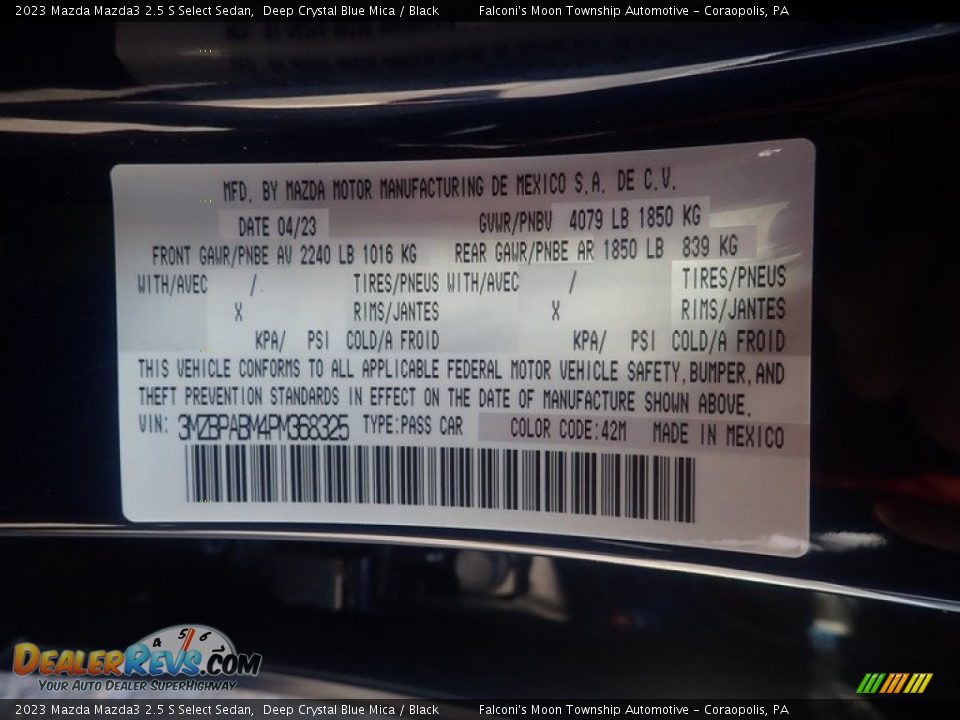 2023 Mazda Mazda3 2.5 S Select Sedan, Deep Crystal Blue Mica / Black Falconi's Moon Township Automotive - Coraopolis, PA
MFD. BY MAZDA MOTOR MANUFACTURING DE MEXICO S.A. DE C.V.
DATE 04/23 GVWR/PNBV 4079 LB 1850 KG
FRONT GAWR/PNBE AV 2240 LB 1016 KG REAR GAWR/PNBE AR 1850 LB 839 KG
WITH/AVEC / TIRES/PNEUS WITH/AVEC / TIRES/PNEUS
X RIMS/JANTES X RIMS/JANTES
KPA/ PSI COLD/A FROID KPA/ PSI COLD/A FROID
THIS VEHICLE CONFORMS TO ALL APPLICABLE FEDERAL MOTOR VEHICLE SAFETY, BUMPER, AND
THEFT PREVENTION STANDARDS IN EFFECT ON THE DATE OF MANUFACTURE SHOWN ABOVE.
VIN: 3MZBPABM4PM368325 TYPE:PASS CAR COLOR CODE:42M MADE IN MEXICO
4 5 6
DEALERREVS.COM
YOUR AUTO DEALER SUPERHIGHWAY
2023 Mazda Mazda3 2.5 S Select Sedan, Deep Crystal Blue Mica / Black Falconi's Moon Township Automotive - Coraopolis, PA